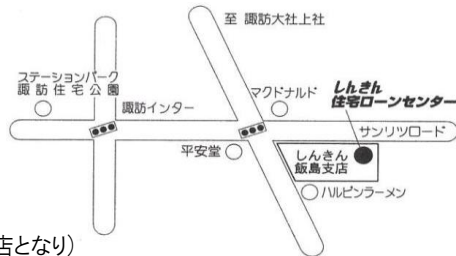 至 諏訪大社上社
ステーションパーク
諏訪住宅公園
諏訪インター
マクドナルド
しんきん
住宅ローンセンター
サンリツロード
平安堂
しんきん
飯島支店
ハルピンラーメン
店となり)